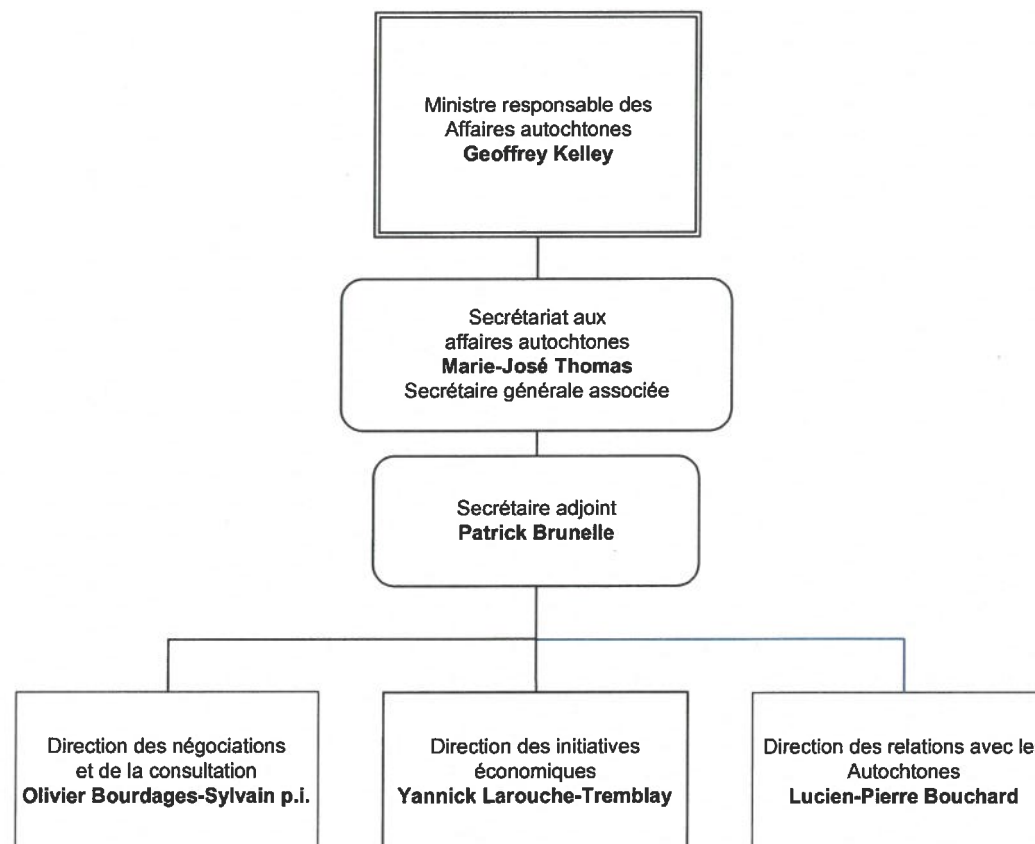 Ministre responsable des
Affaires autochtones
Geoffrey Kelley
Secrétariat aux
affaires autochtones
Marie-José Thomas
Secrétaire générale associée
Secrétaire adjoint
Patrick Brunelle
Direction des négociations
et de la consultation
Olivier Bourdages-Sylvain p.i.
Direction des initiatives
économiques
Yannick Larouche-Tremblay
Direction des relations avec le
Autochtones
Lucien-Pierre Bouchard